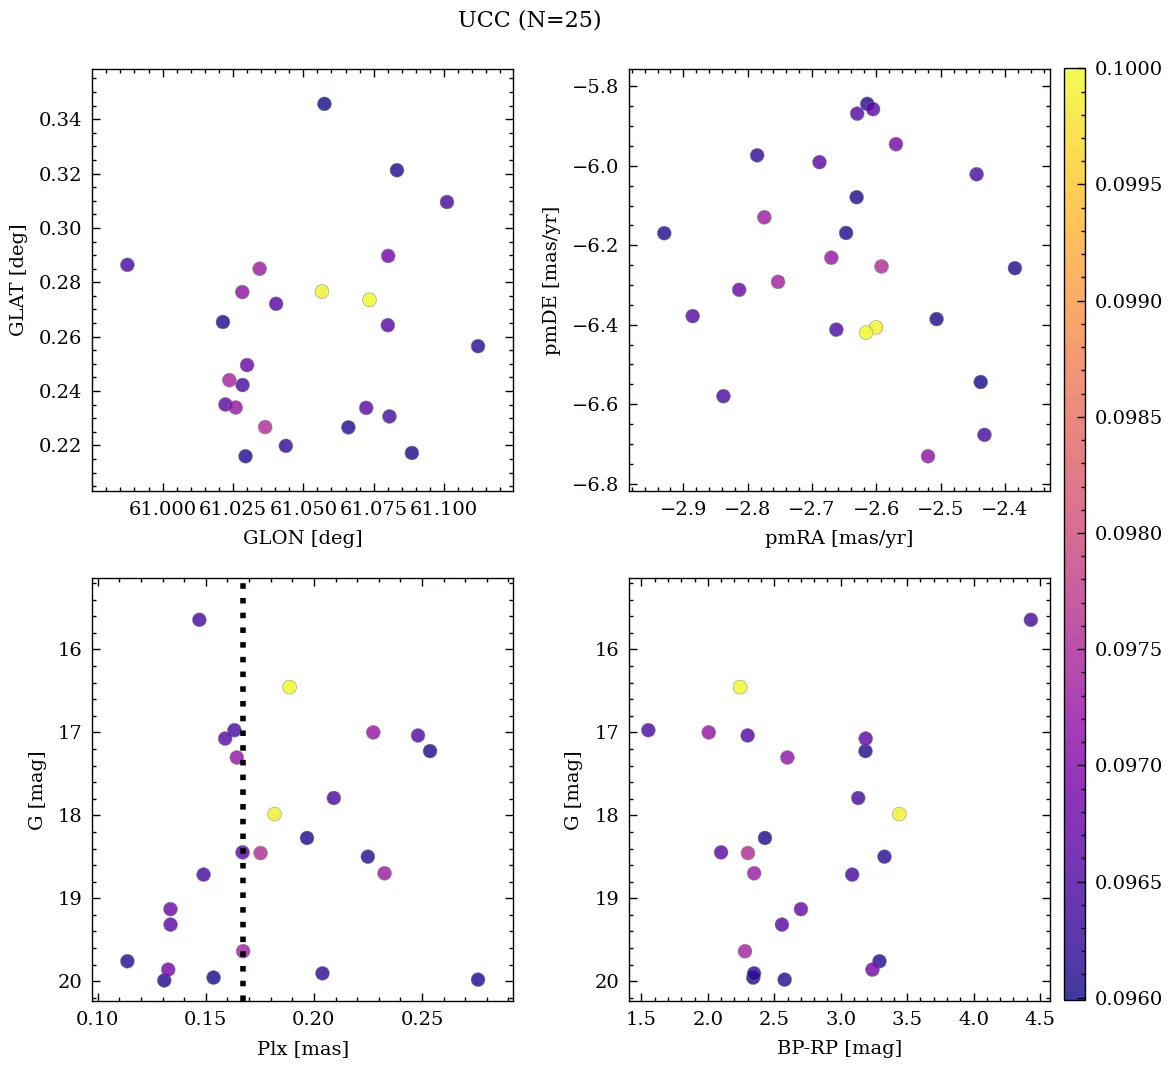 UCC (N=25)
0.34
0.32
0.30
0.28
0.26
0.24
0.22
GLAT [deg]
61.000 61.025 61.050 61.075 61.100
GLON [deg]
−5.8
−6.0
−6.2
−6.4
−6.6
−6.8
pmDE [mas/yr]
−2.9 −2.8 −2.7 −2.6 −2.5 −2.4
pmRA [mas/yr]
16
17
18
19
20
G [mag]
0.10 0.15 0.20 0.25
Plx [mas]
16
17
18
19
20
G [mag]
1.5 2.0 2.5 3.0 3.5 4.0 4.5
BP-RP [mag]
0.1000
0.0995
0.0990
0.0985
0.0980
0.0975
0.0970
0.0965
0.0960